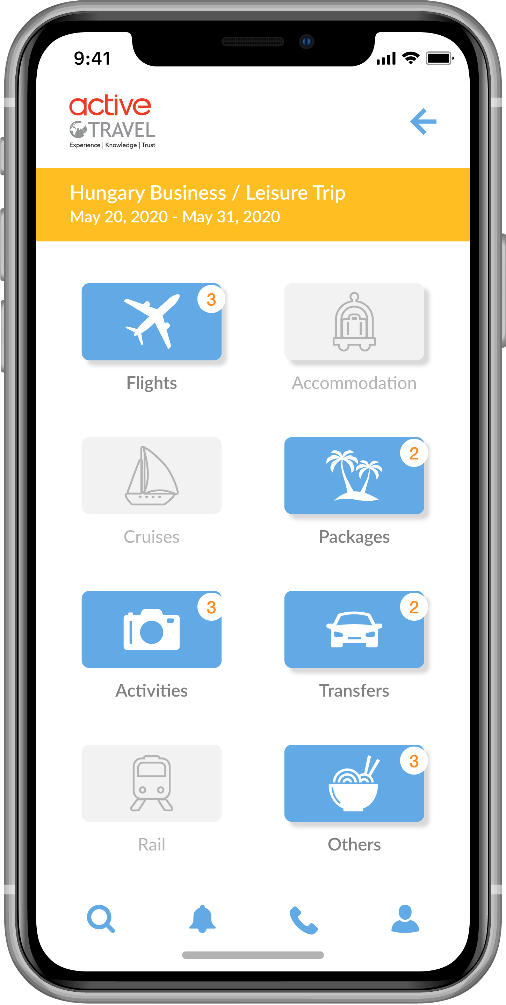 9:41
active
TRAVEL
Experience | Knowledge | Trust
Hungary Business / Leisure Trip
May 20, 2020 - May 31, 2020
3
Flights
Accommodation
Cruises
2
Packages
3
Activities
2
Transfers
Rail
3
Others